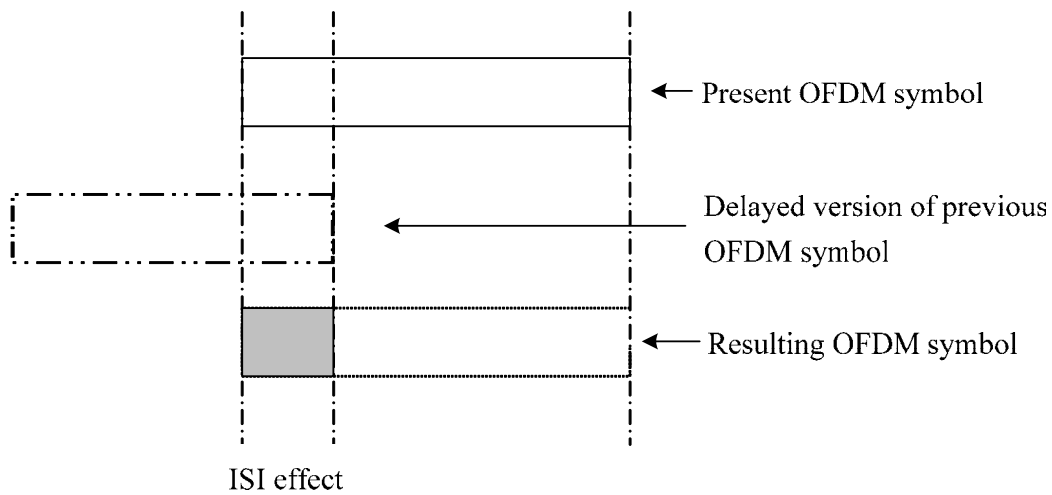 Present OFDM symbol
Delayed version of previous
OFDM symbol
Resulting OFDM symbol
ISI effect